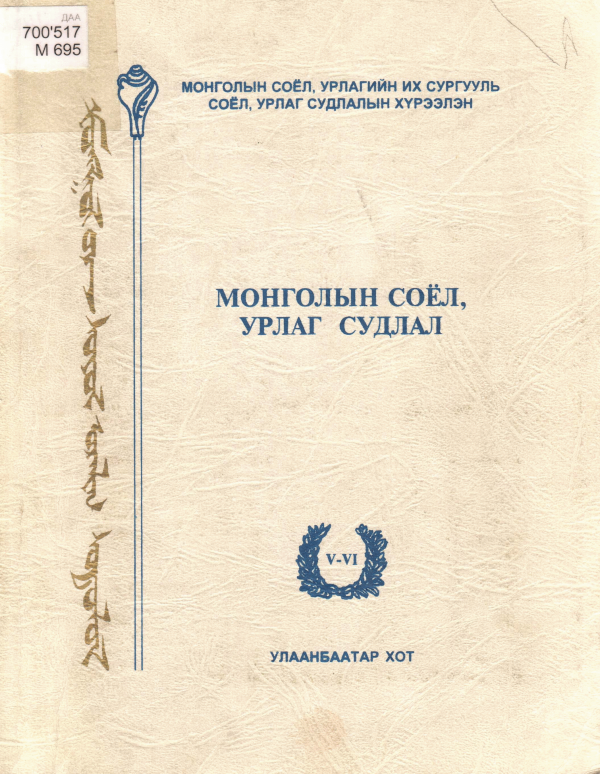 ДАА
700'517
М 695
МОНГОЛЫН СОЁЛ, УРЛАГИЙН ИХ СУРГУУЛЬ
СОЁЛ, УРЛАГ СУДЛАЛЫН ХҮРЭЭЛЭН
МОНГОЛЫН СОЁЛ,
УРЛАГ СУДЛАЛ
V-VI
УЛААНБААТАР ХОТ